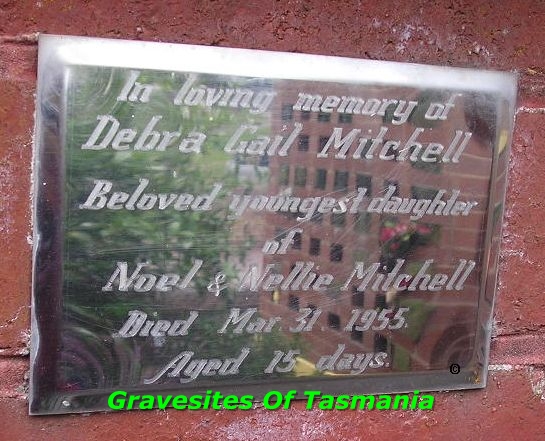 In loving memory of
Debra Gail Mitchell
Beloved youngest daughter
of
Noel & Nellie Mitchell
Died Mar. 31. 1955.
Aged 15 days.
©
Gravesites Of Tasmania